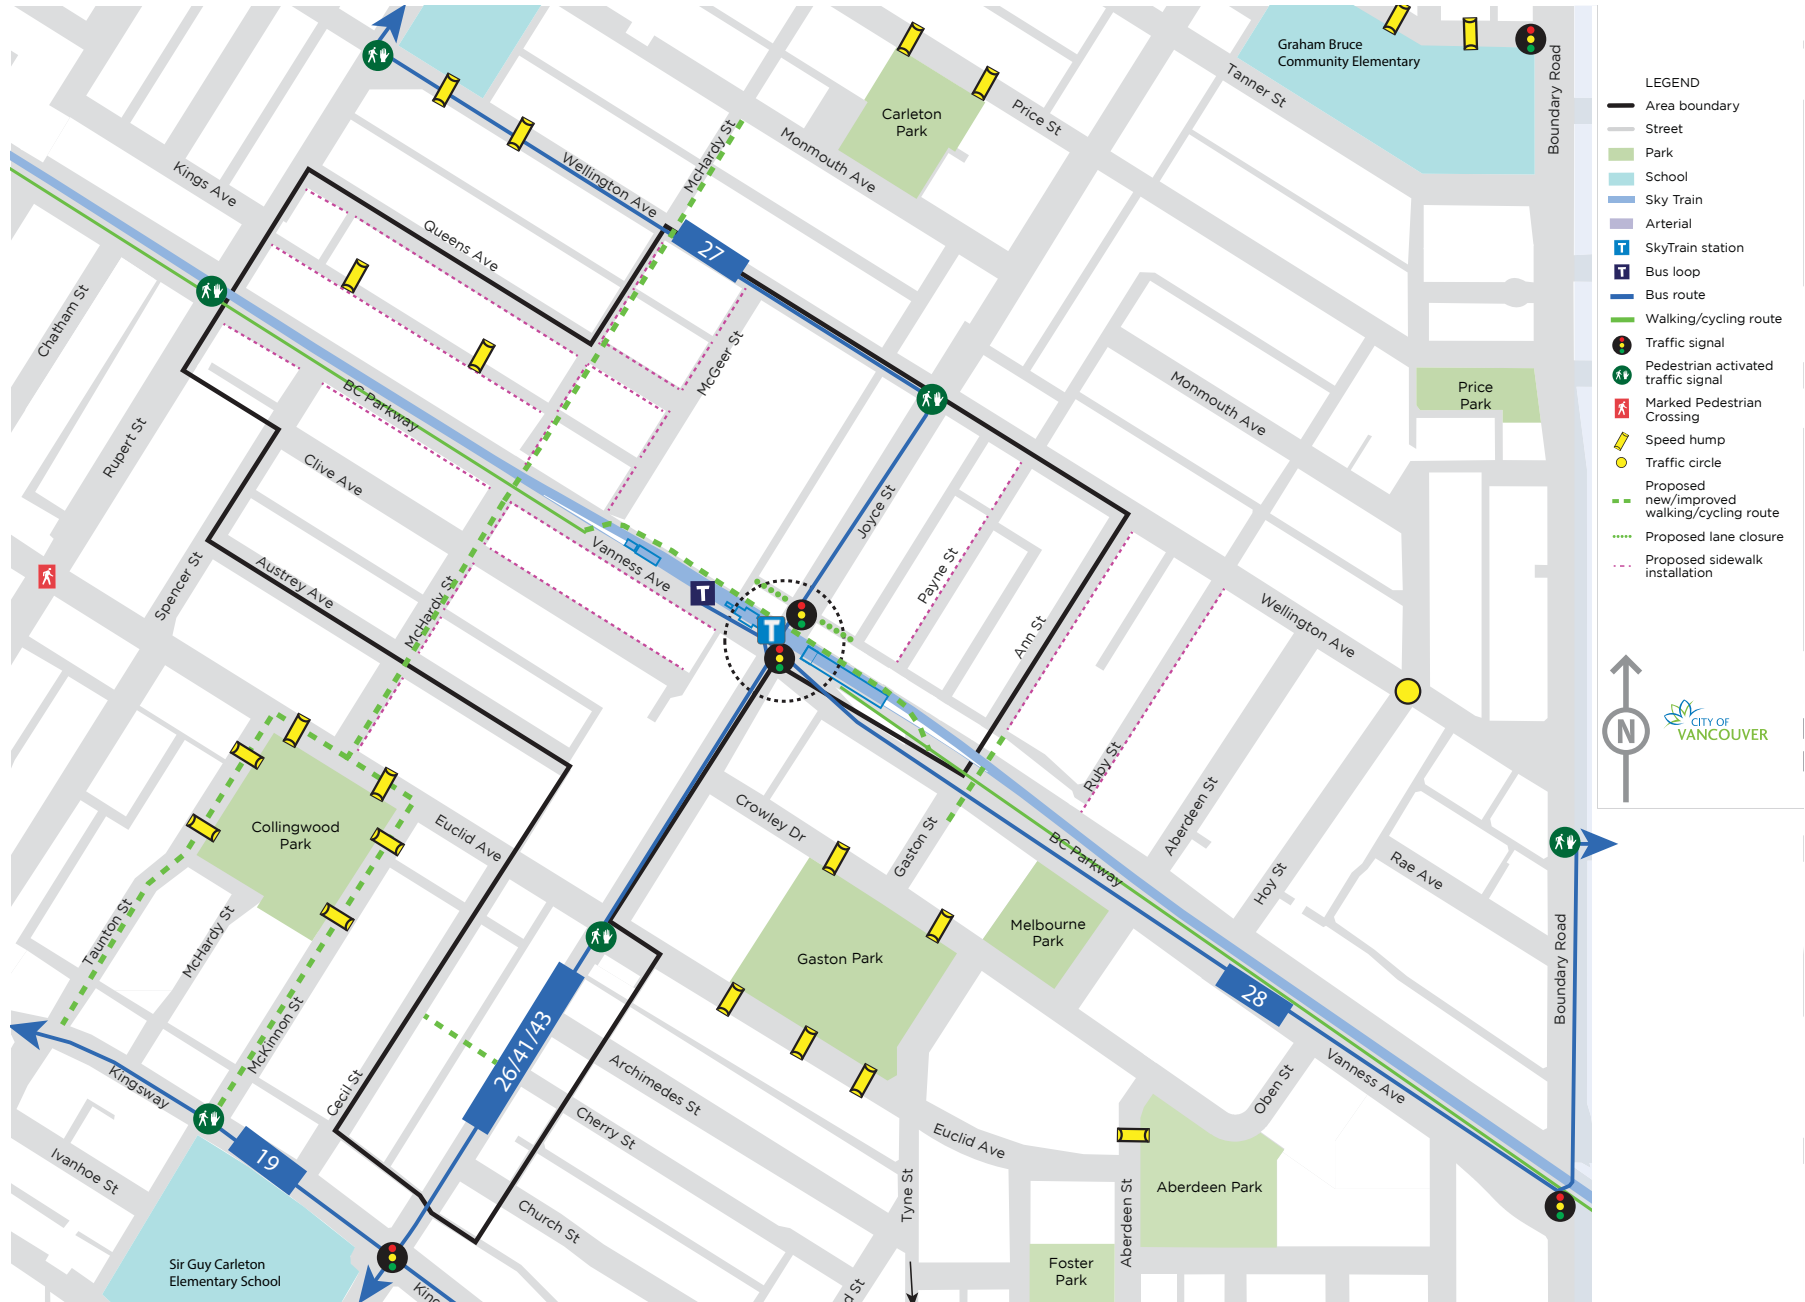 Graham Bruce
Community Elementary
Tanner St
Boundary Road
Carleton
Park
Price St
McHardy St
Monmouth Ave
Wellington Ave
Kings Ave
Queens Ave
27
Chatham St
McGeer St
Monmouth Ave
Price
Park
BC Parkway
Rupert St
Clive Ave
Joyce St
Vanness Ave
Payne St
T
T
Spencer St
Austrey Ave
McHardy St
Ann St
Wellington Ave
Ruby St
Aberdeen St
Collingwood
Park
Euclid Ave
Crowley Dr
Gaston St
BC Parkway
Hoy St
Rae Ave
Melbourne
Park
Gaston Park
Taunton St
McHardy St
28
Boundary Road
McKinnon St
26/41/43
Kingsway
Cecil St
Archimedes St
Cherry St
Oben St
Vanness Ave
Euclid Ave
Ivanhoe St
19
Tyne St
Aberdeen St
Aberdeen Park
Church St
Sir Guy Carleton
Elementary School
Foster
Park
King
d St
LEGEND
Area boundary
Street
Park
School
Sky Train
Arterial
T SkyTrain station
T Bus loop
Bus route
Walking/cycling route
Traffic signal
Pedestrian activated
traffic signal
Marked Pedestrian
Crossing
Speed hump
Traffic circle
Proposed
new/improved
walking/cycling route
Proposed lane closure
Proposed sidewalk
installation
N
CITY OF
VANCOUVER